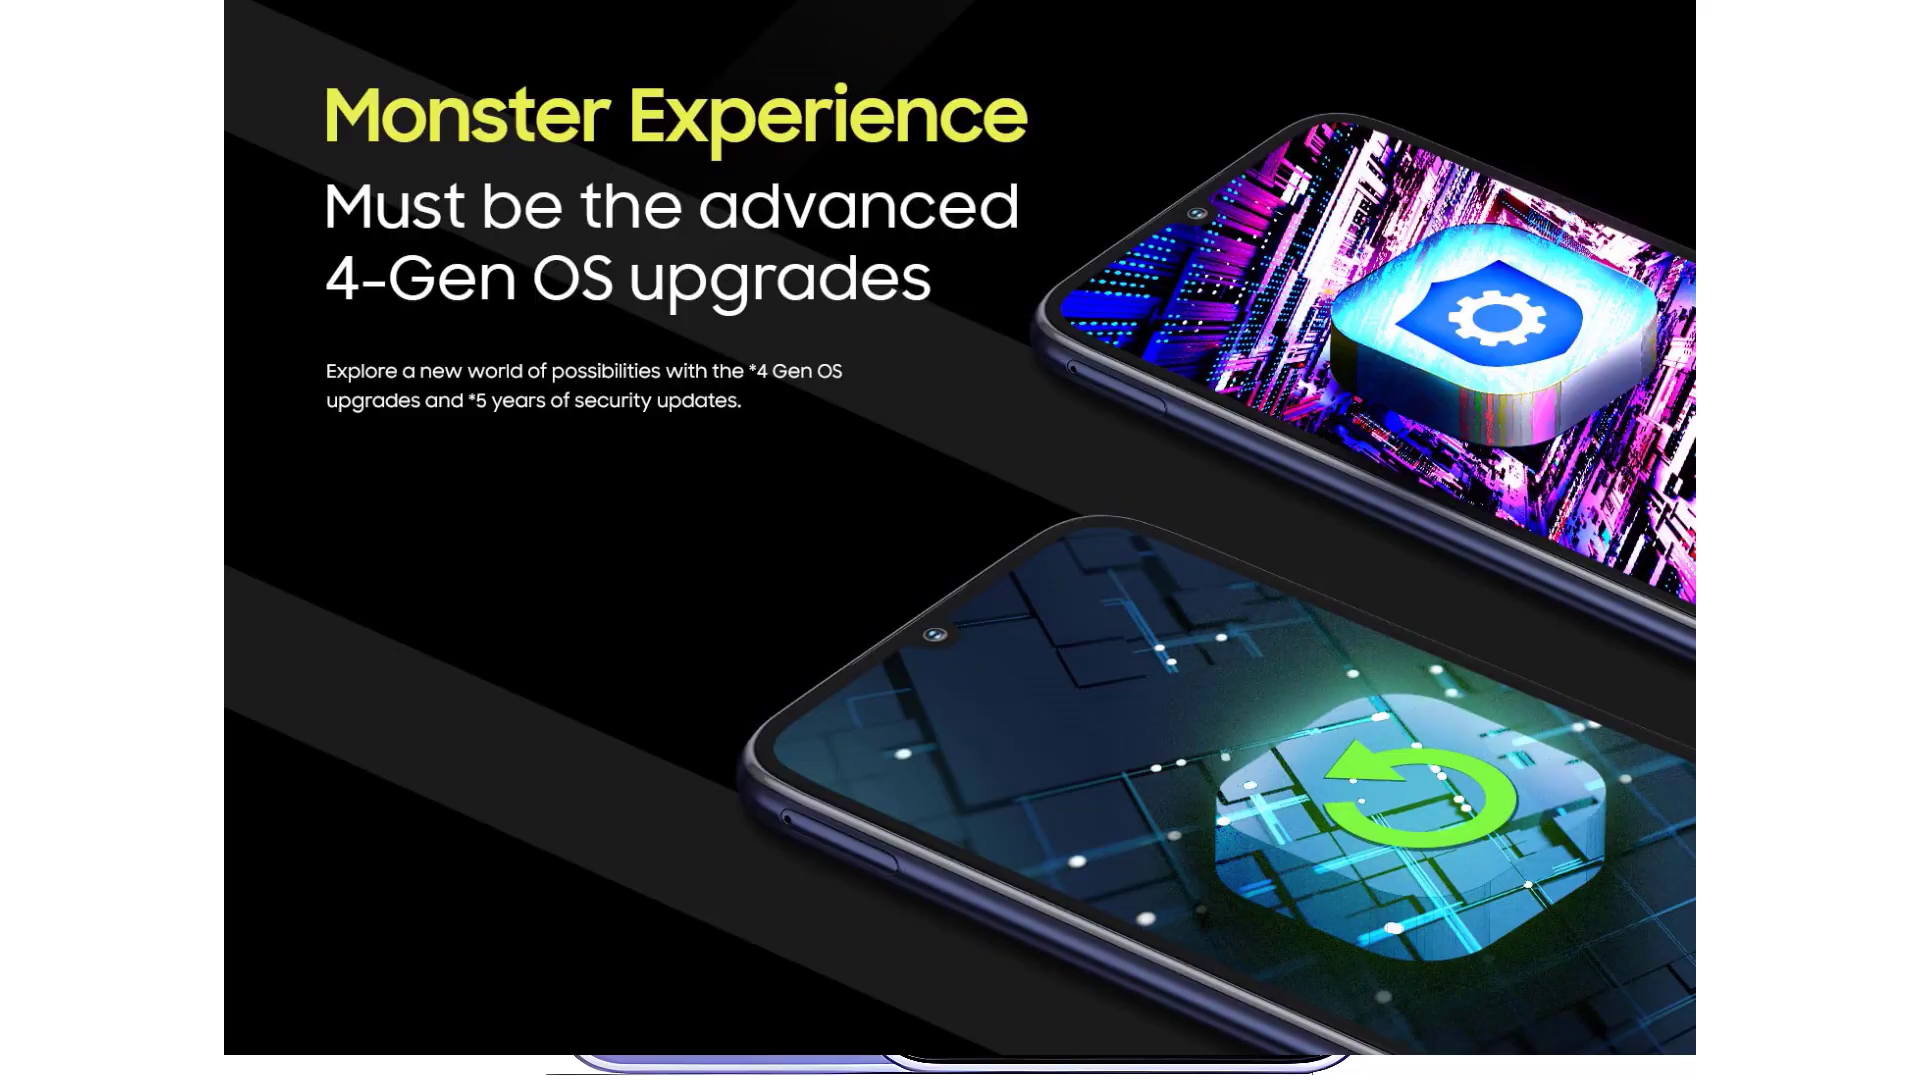 Monster Experience
Must be the advanced
4-Gen OS upgrades
Explore a new world of possibilities with the *4 Gen OS
upgrades and *5 years of security updates.